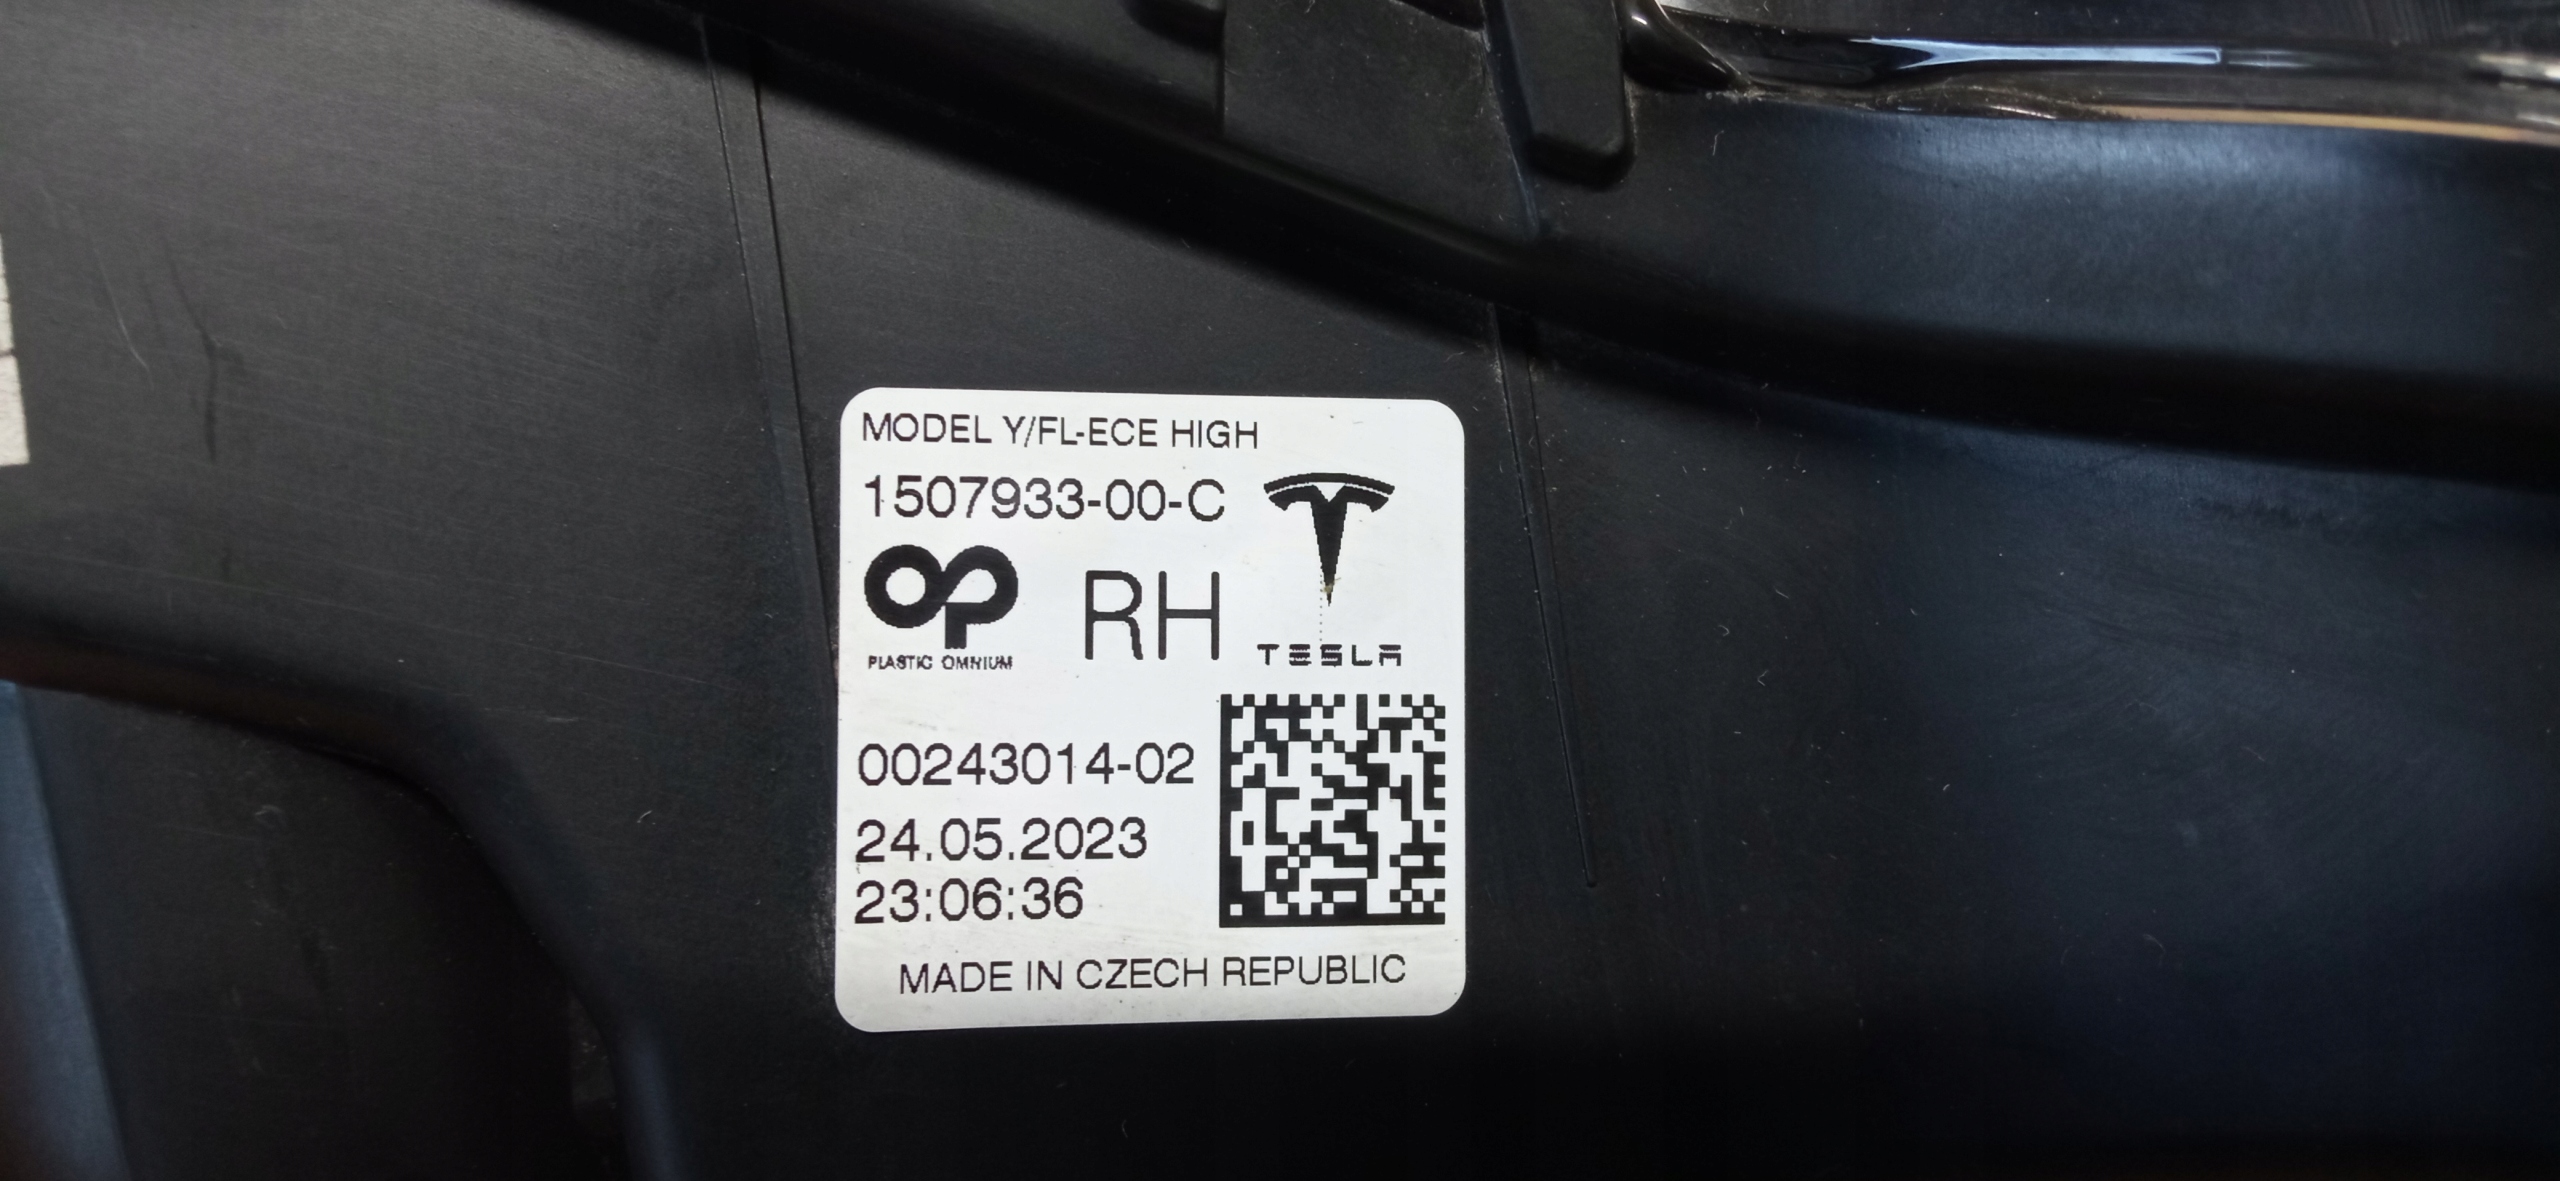 MODEL Y/FL-ECE HIGH
1507933-00-C
PLASTIC OMNIUM
RH
TESLA
00243014-02
24.05.2023
23:06:36
MADE IN CZECH REPUBLIC